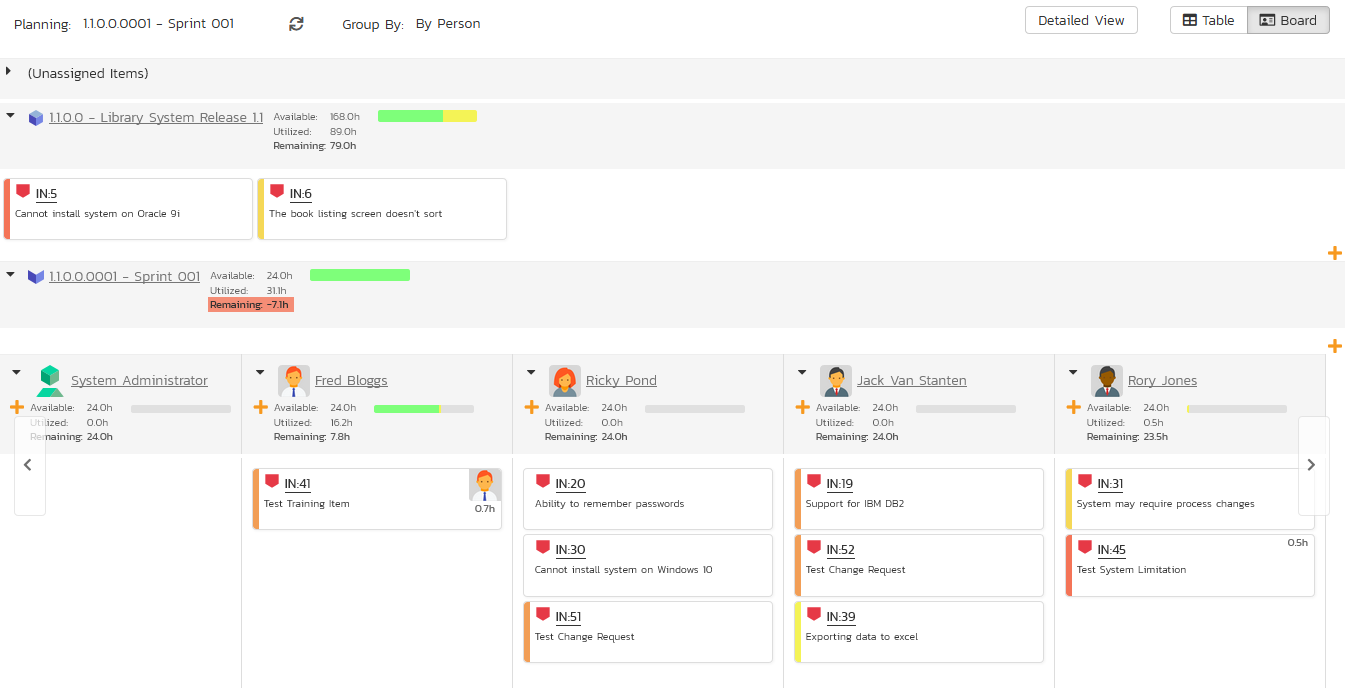 Planning: 1.1.0.0.0001 - Sprint 001 Group By: By Person Detailed View Table Board
(Unassigned Items)
1.1.0.0 - Library System Release 1.1
Available: 168.0h
Utilized: 89.0h
Remaining: 79.0h
IN:5
Cannot install system on Oracle 9i
IN:6
The book listing screen doesn't sort
1.1.0.0.0001 - Sprint 001
Available: 24.0h
Utilized: 31.1h
Remaining: -7.1h
System Administrator
Available: 24.0h
Utilized: 0.0h
Remaining: 24.0h
Fred Bloggs
Available: 24.0h
Utilized: 16.2h
Remaining: 7.8h
IN:41
Test Training Item
0.7h
Ricky Pond
Available: 24.0h
Utilized: 0.0h
Remaining: 24.0h
IN:20
Ability to remember passwords
IN:30
Cannot install system on Windows 10
IN:51
Test Change Request
Jack Van Stanten
Available: 24.0h
Utilized: 0.0h
Remaining: 24.0h
IN:19
Support for IBM DB2
IN:52
Test Change Request
IN:39
Exporting data to excel
Rory Jones
Available: 24.0h
Utilized: 0.5h
Remaining: 23.5h
IN:31
System may require process changes
IN:45
0.5h
Test System Limitation